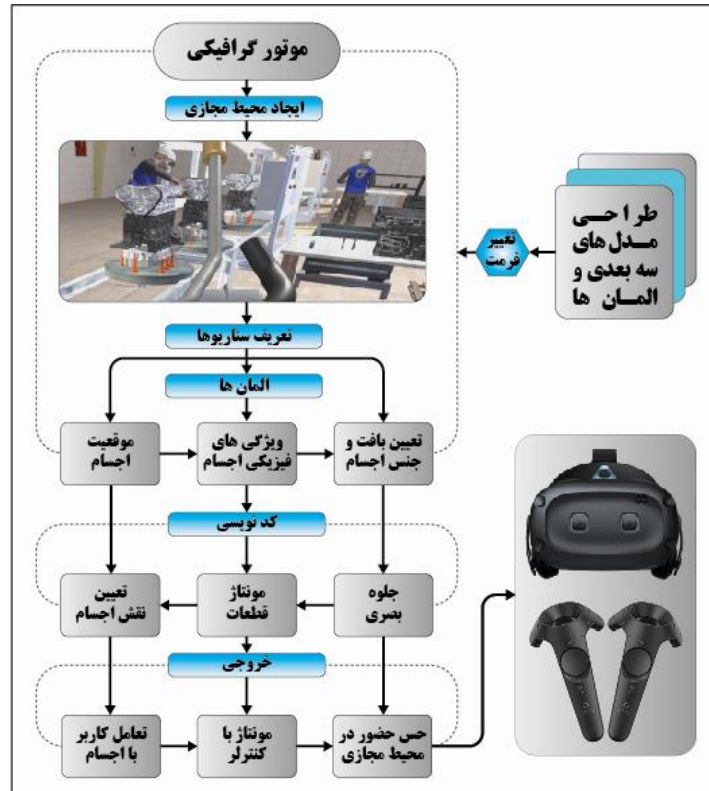 موتور گرافیکی
ایجاد محیط مجازی
طراحی
مدل‌های
سه بعدی و
المان ها
تغییر
فرمت
تعریف سناریوها
المان ها
موقعیت
اجسام
ویژگی های
فیزیکی اجسام
تعیین بافت و
جنس اجسام
کد نویسی
تعیین
نقش اجسام
مونتاژ
قطعات
جلوه
بصری
خروجی
تعامل کاربر
با اجسام
مونتاژ با
کنترلر
حس حضور در
محیط مجازی